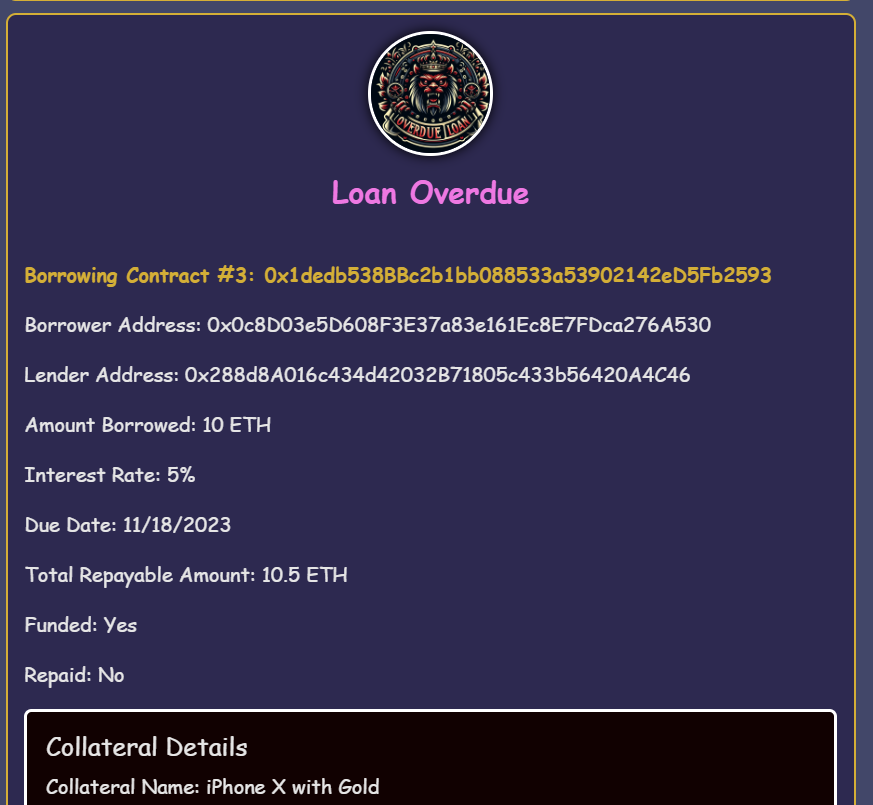 OVERDUE LOAN
Loan Overdue
Borrowing Contract #3: 0x1dedb538BBc2b1bb088533a53902142eD5Fb2593
Borrower Address: 0x0c8D03e5D608F3E37a83e161Ec8E7FDca276A530
Lender Address: 0x288d8A016c434d42032B71805c433b56420A4C46
Amount Borrowed: 10 ETH
Interest Rate: 5%
Due Date: 11/18/2023
Total Repayable Amount: 10.5 ETH
Funded: Yes
Repaid: No
Collateral Details
Collateral Name: iPhone X with Gold